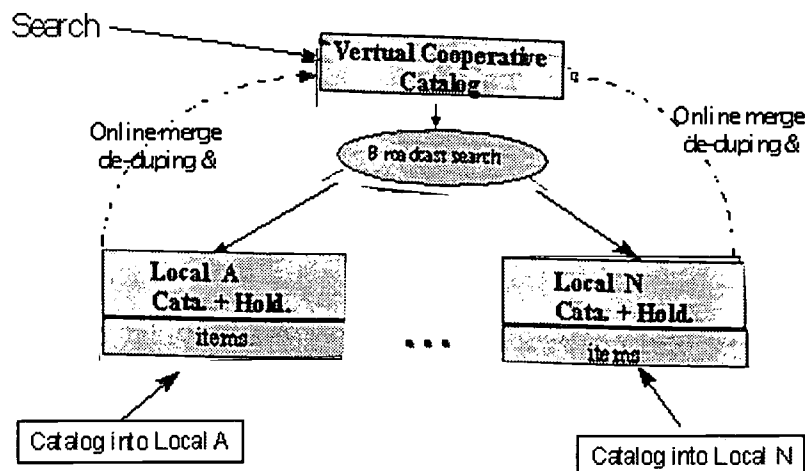 Search
Vertual Cooperative
Catalog
Online merge
de-duping &
Online merge
de-duping &
Broadcast search
Local A
Cata. + Hold.
items
Local N
Cata. + Hold.
items
...
Catalog into Local A
Catalog into Local N